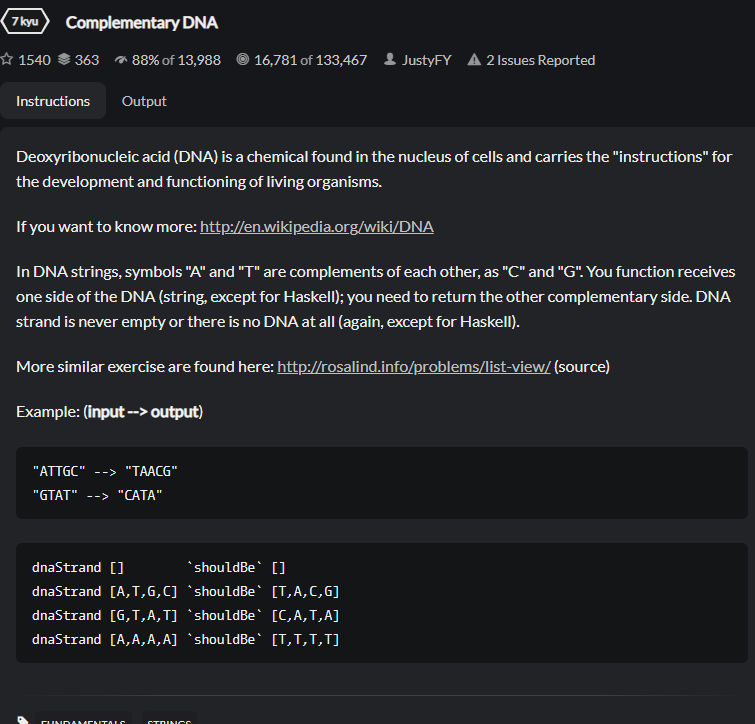 7 kyu Complementary DNA
1540 363 88% of 13,988 16,781 of 133,467 JustyFY 2 Issues Reported
Instructions Output
Deoxyribonucleic acid (DNA) is a chemical found in the nucleus of cells and carries the "instructions" for
the development and functioning of living organisms.
If you want to know more: http://en.wikipedia.org/wiki/DNA
In DNA strings, symbols "A" and "T" are complements of each other, as "C" and "G". You function receives
one side of the DNA (string, except for Haskell); you need to return the other complementary side. DNA
strand is never empty or there is no DNA at all (again, except for Haskell).
More similar exercise are found here: http://rosalind.info/problems/list-view/ (source)
Example: (input --> output)
"ATTGC" --> "TAACG"
"GTAT" --> "CATA"
dnaStrand [] `shouldBe` []
dnaStrand [A,T,G,C] `shouldBe` [T,A,C,G]
dnaStrand [G,T,A,T] `shouldBe` [C,A,T,A]
dnaStrand [A,A,A,A] `shouldBe` [T,T,T,T]
FUNDAMENTALS STRINGS